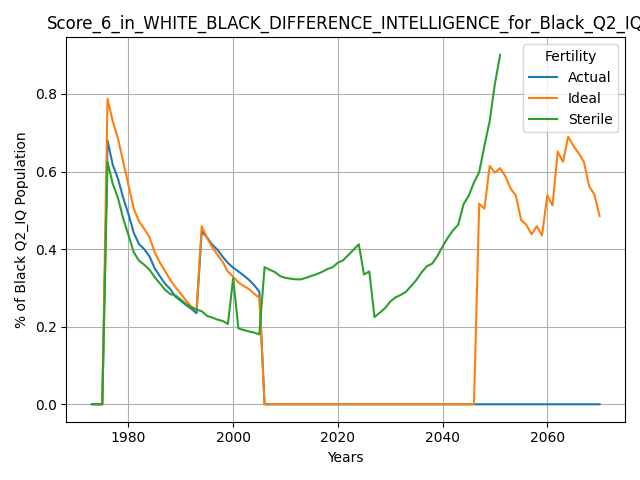 Score_6_in_WHITE_BLACK_DIFFERENCE_INTELLIGENCE_for_Black_Q2_IQ
Fertility
Actual
Ideal
Sterile
% of Black Q2_IQ Population
0.8
0.6
0.4
0.2
0.0
1980 2000 2020 2040 2060
Years